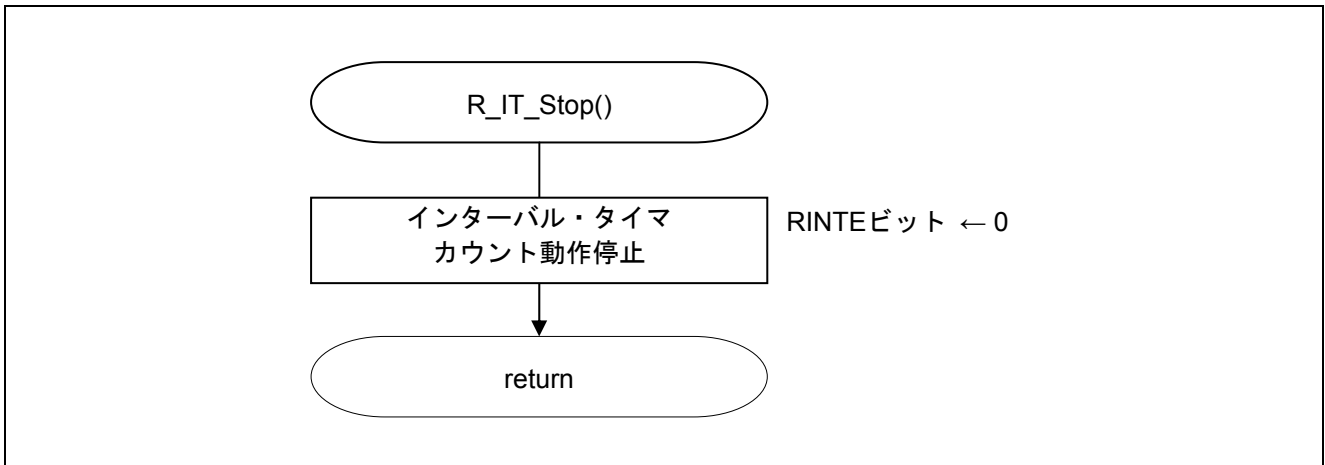 R_IT_Stop()
インターバル・タイマ
カウント動作停止
RINTEビット ← 0
return